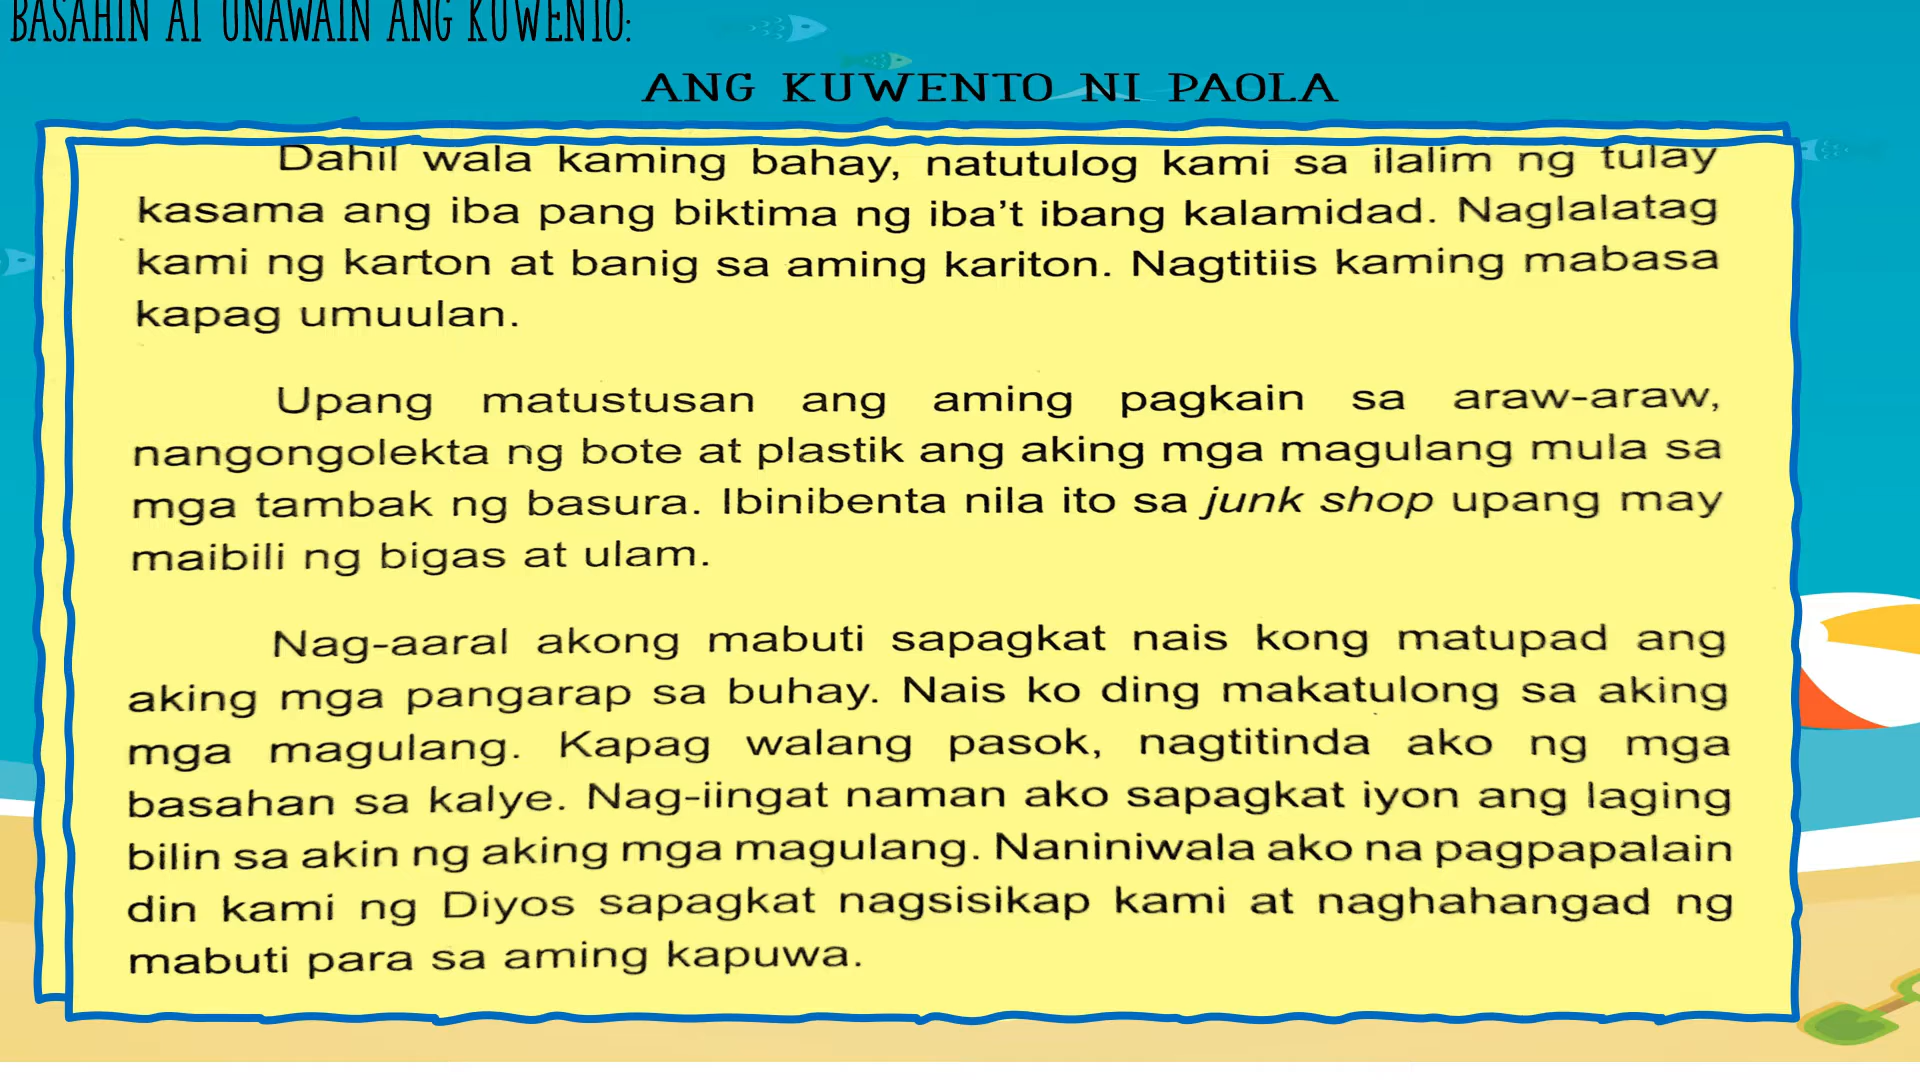 BASAHIN AT UNAWAIN ANG KUWENTO:
ANG KUWENTO NI PAOLA
Dahil wala kaming bahay, natutulog kami sa ilalim ng tulay
kasama ang iba pang biktima ng iba't ibang kalamidad. Naglalatag
kami ng karton at banig sa aming kariton. Nagtitiis kaming mabasa
kapag umuulan.
Upang matustusan ang aming pagkain sa araw-araw,
nangongolekta ng bote at plastik ang aking mga magulang mula sa
mga tambak ng basura. Ibinibenta nila ito sa junk shop upang may
maibili ng bigas at ulam.
Nag-aaral akong mabuti sapagkat nais kong matupad ang
aking mga pangarap sa buhay. Nais ko ding makatulong sa aking
mga magulang. Kapag walang pasok, nagtitinda ako ng mga
basahan sa kalye. Nag-iingat naman ako sapagkat iyon ang laging
bilin sa akin ng aking mga magulang. Naniniwala ako na pagpapalain
din kami ng Diyos sapagkat nagsisikap kami at naghahangad ng
mabuti para sa aming kapuwa.